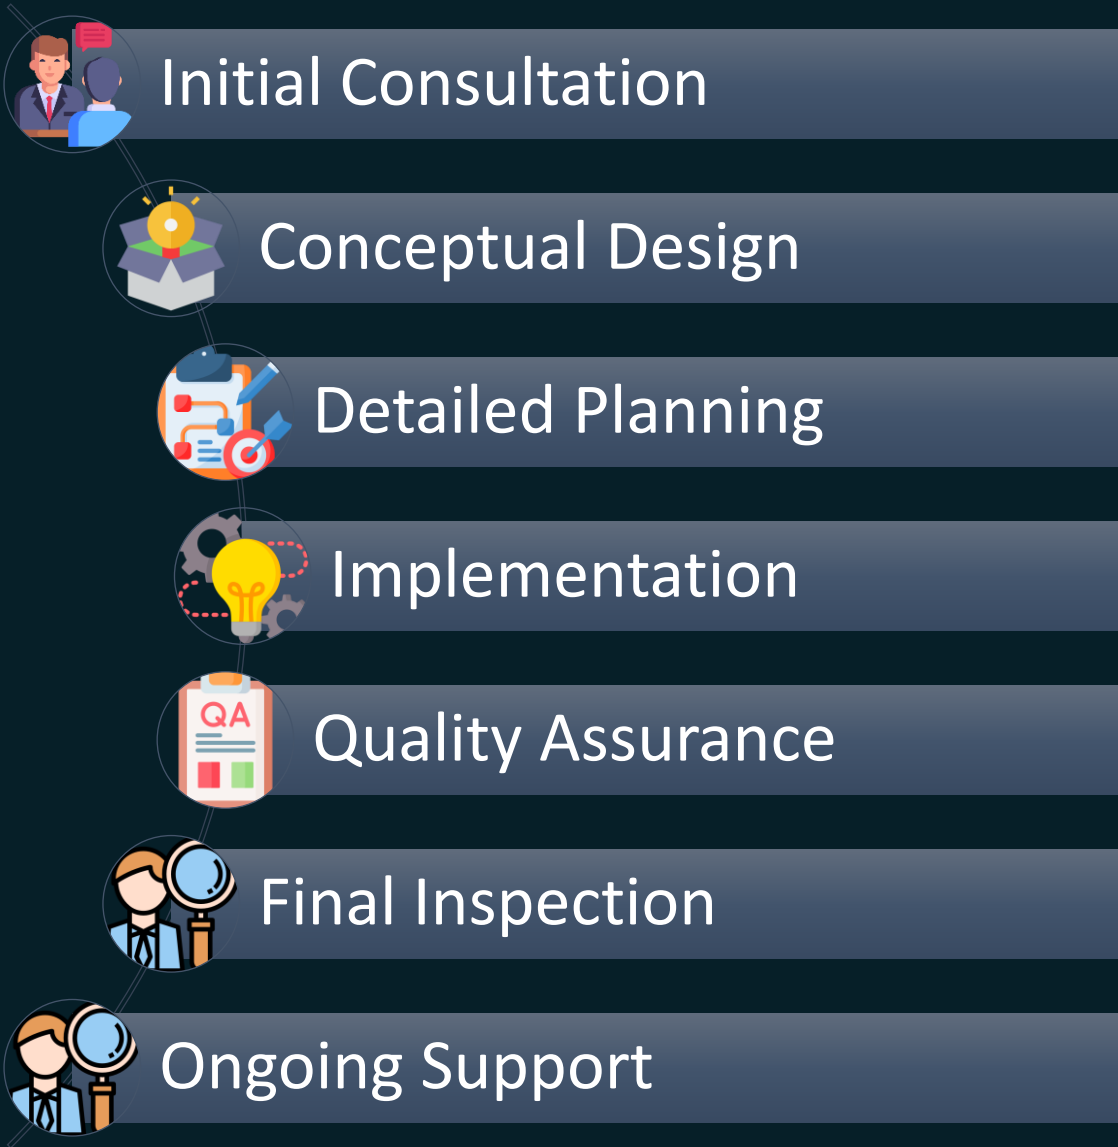 Initial Consultation
Conceptual Design
Detailed Planning
Implementation
QA
Quality Assurance
Final Inspection
Ongoing Support